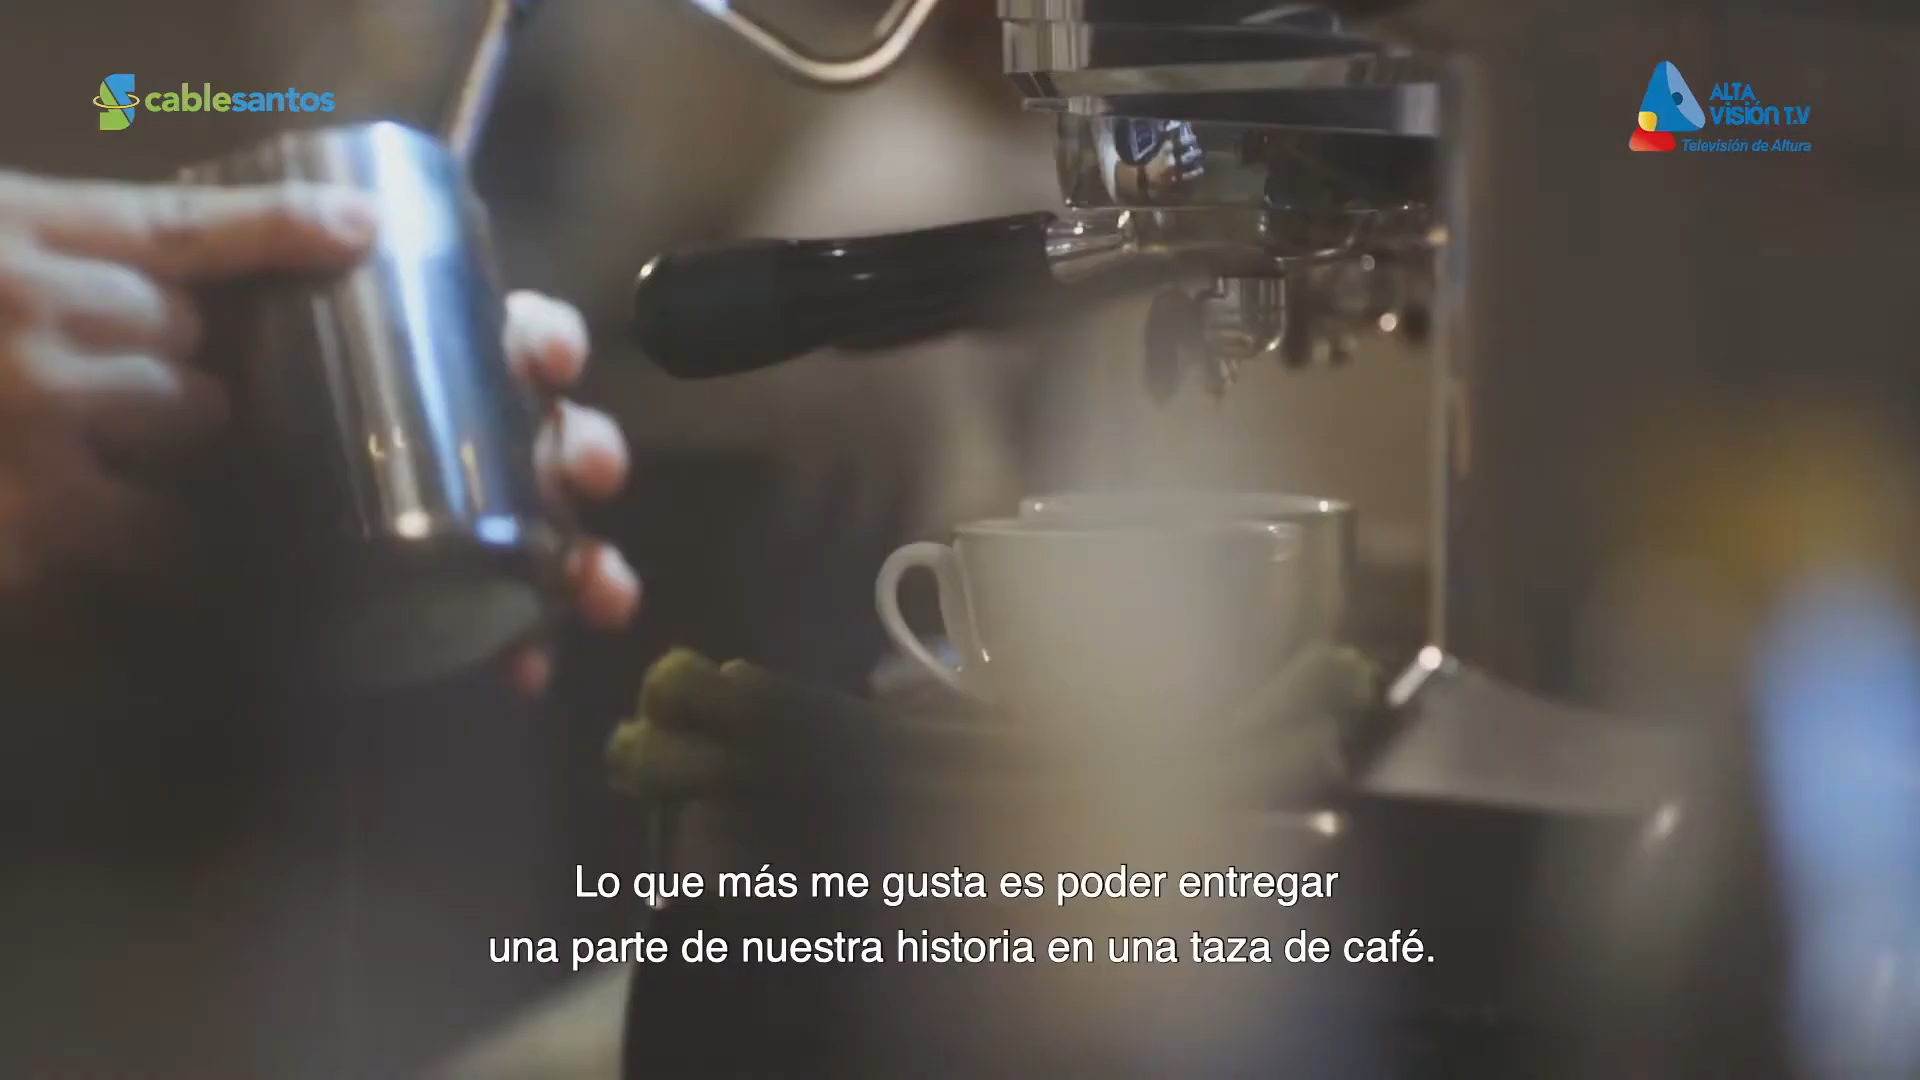 cablesantos
ALTA
VISIÓN T.V
Televisión de Altura
Lo que más me gusta es poder entregar
una parte de nuestra historia en una taza de café.